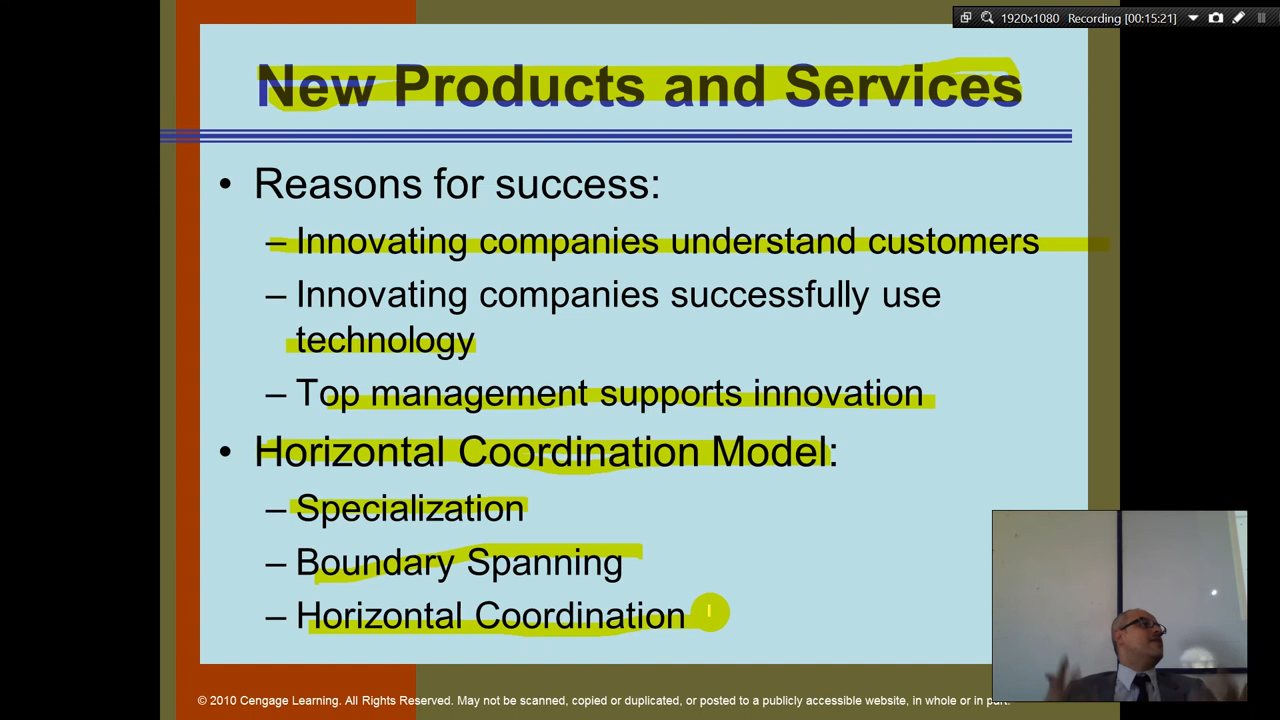 1920x1080 Recording [00:15:21]
New Products and Services
• Reasons for success:
– Innovating companies understand customers
– Innovating companies successfully use
technology
– Top management supports innovation
• Horizontal Coordination Model:
– Specialization
– Boundary Spanning
– Horizontal Coordination
© 2010 Cengage Learning. All Rights Reserved. May not be scanned, copied or duplicated, or posted to a publicly accessible website, in whole or in part.